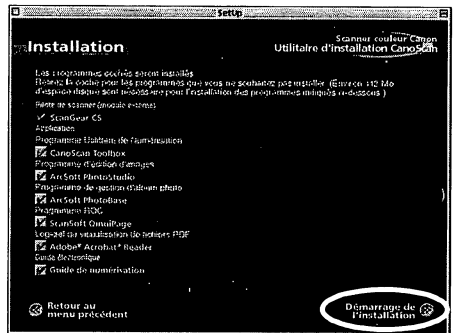 SetUp
Scanner couleur Canon
Installation
Utilitaire d'installation CanoScan
Les programmes cochés seront installés
Retirez la coche pour les programmes que vous ne souhaitez pas installer (Environ Mo
d'espace disque sont nécessaire pour l'installation des programmes indiqués ci-dessous )
Pilote de scanner (module externe)
ScanGear CS
Application
Programme Utilitaire de numérisation
CanoScan Toolbox
Programme d'édition d'images
ArcSoft PhotoStudio
Programme de gestion d'album photo
ArcSoft PhotoBase
Programme ROC
ScanSoft OmniPage
Logiciel de visualisation de fichiers PDF
Adobe® Acrobat® Reader
Guide électronique
Guide de numérisation
Retour au
menu précédent
Démarrage de
l'installation